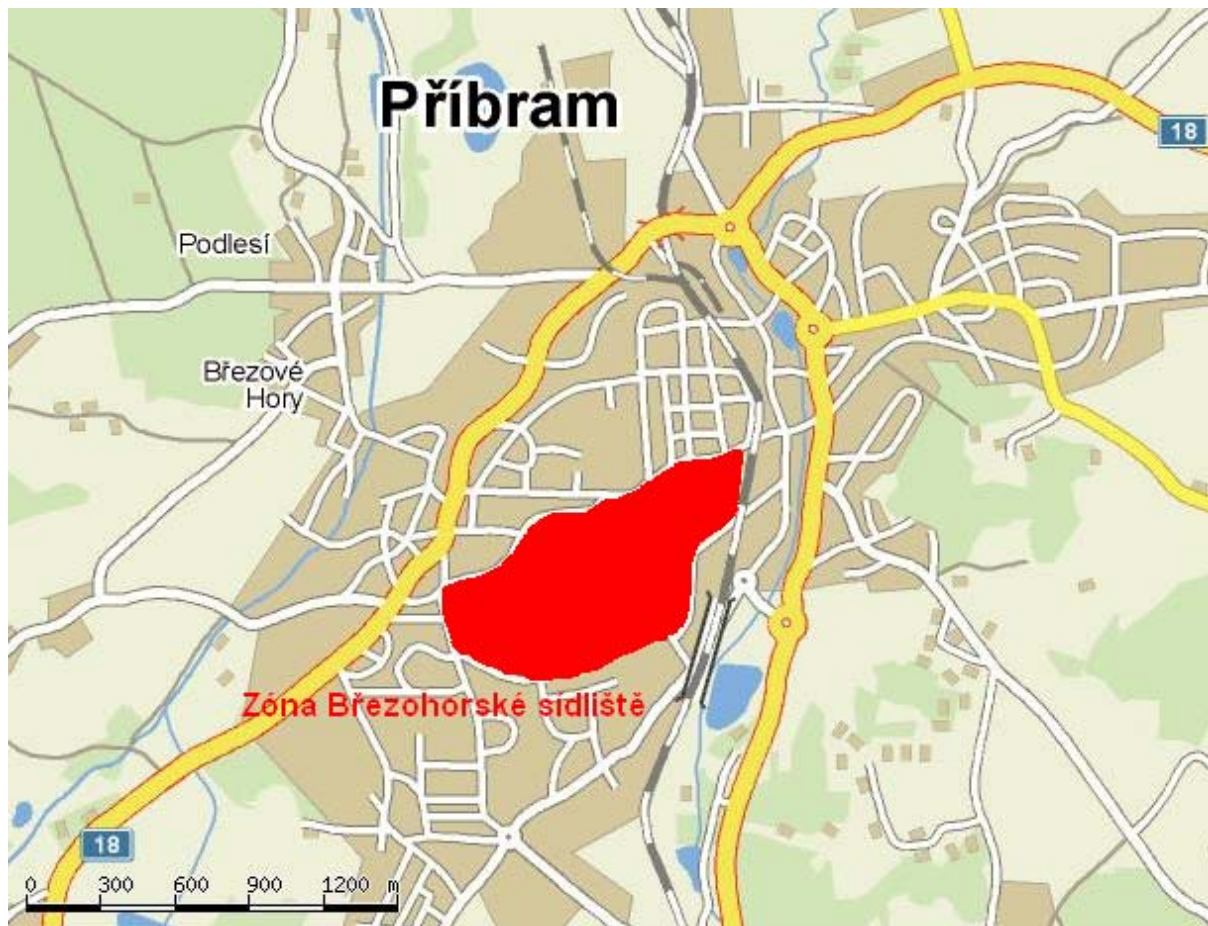 Příbram
18
Podlesí
Březové
Hory
Zóna Březohorské sídliště
18
0 300 600 900 1200 m